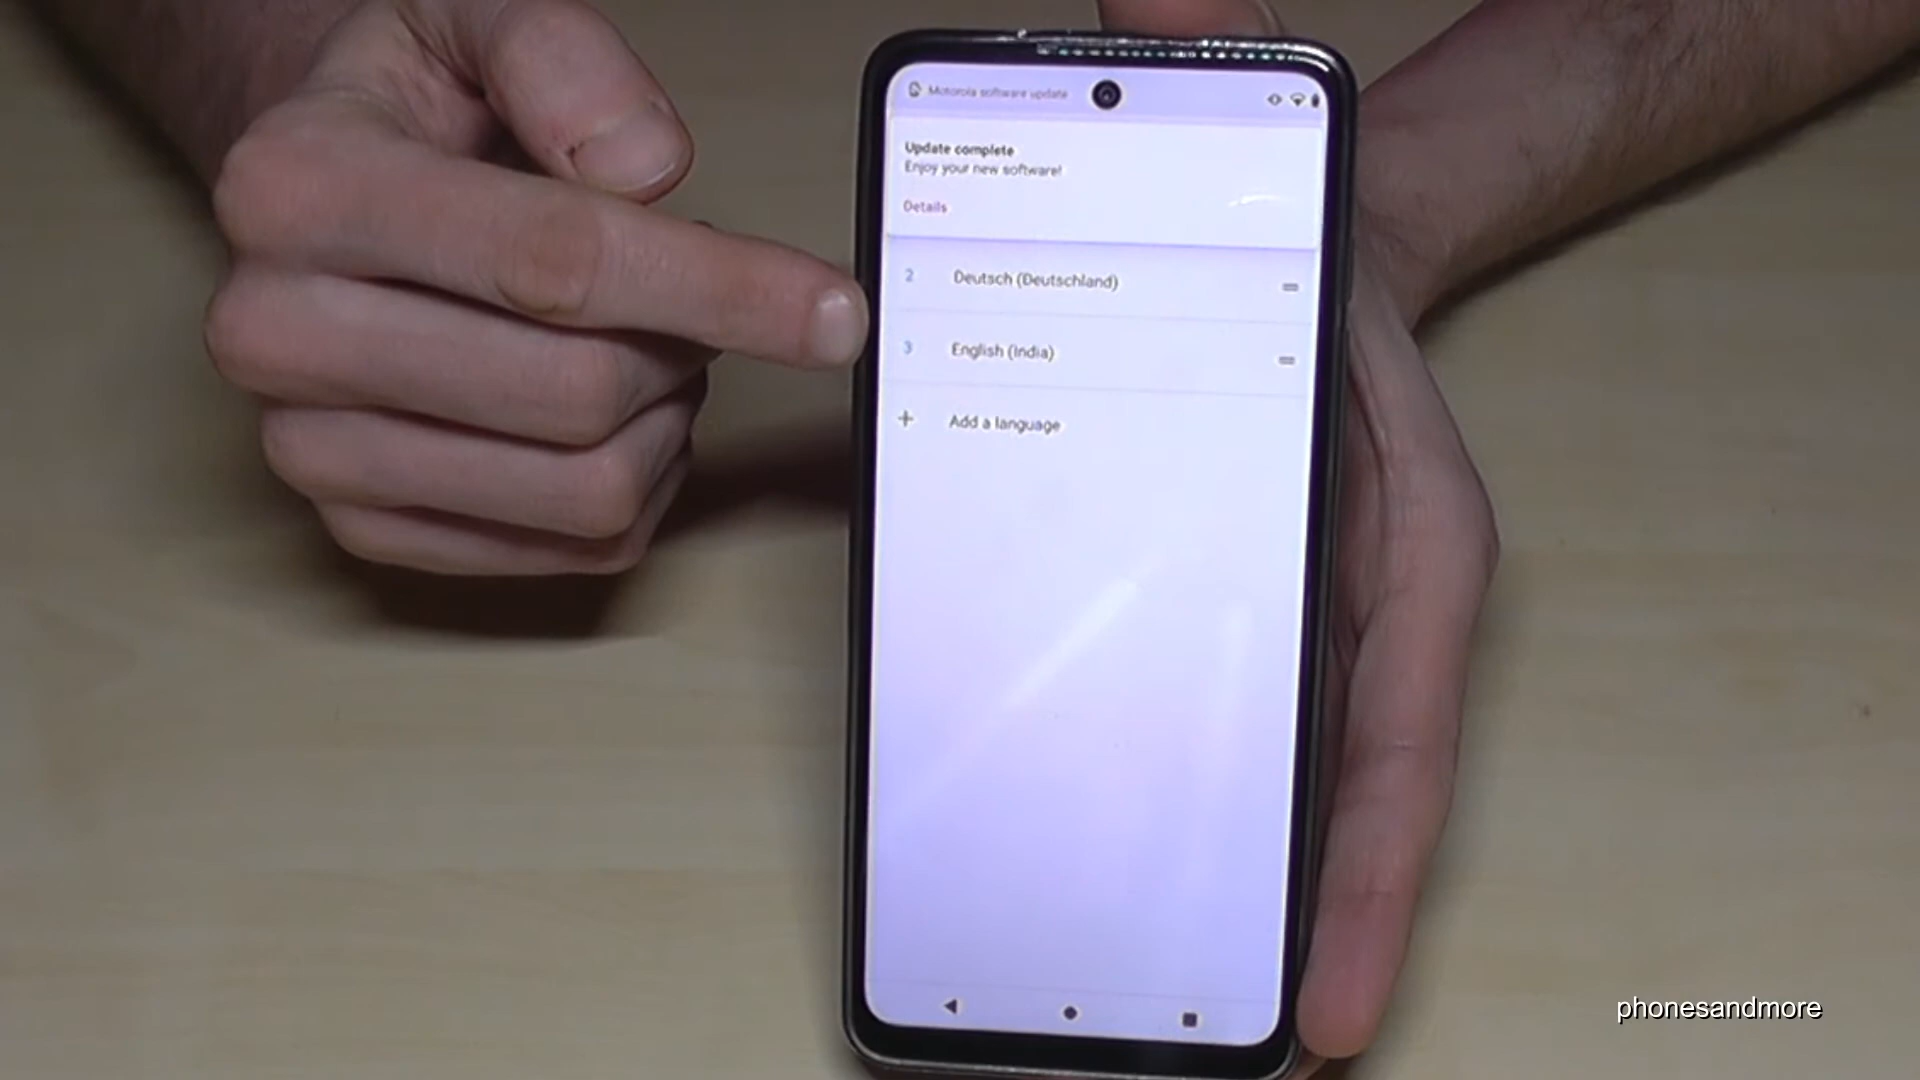 Motorola software update
Update complete
Enjoy your new software!
Details
2 Deutsch (Deutschland)
3 English (India)
+ Add a language
phonesandmore